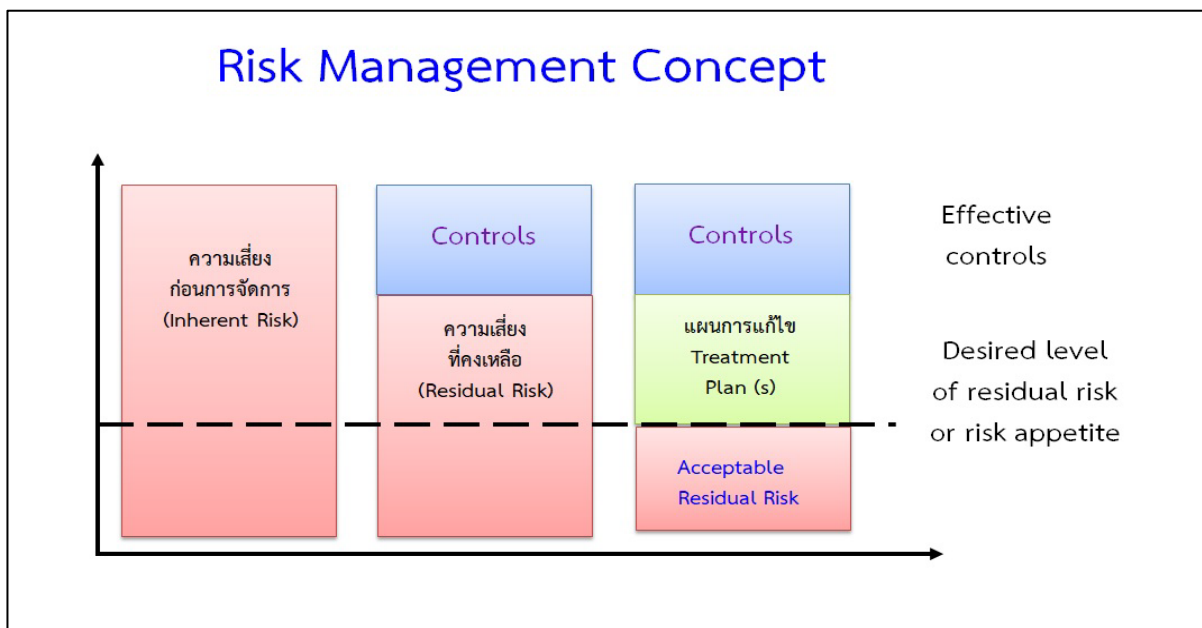 Risk Management Concept
ความเสี่ยง
ก่อนการจัดการ
(Inherent Risk)
Controls
ความเสี่ยง
ที่คงเหลือ
(Residual Risk)
Controls
แผนการแก้ไข
Treatment
Plan (s)
Acceptable
Residual Risk
Effective
controls
Desired level
of residual risk
or risk appetite